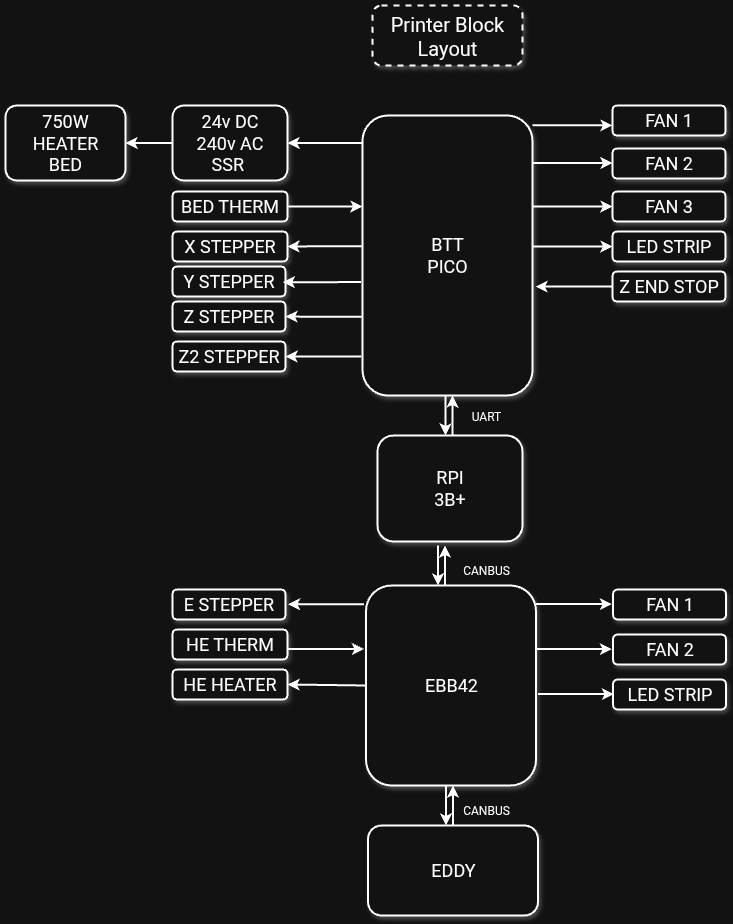 Printer Block
Layout
750W
HEATER
BED
24v DC
240v AC
SSR
BED THERM
X STEPPER
Y STEPPER
Z STEPPER
Z2 STEPPER
BTT
PICO
FAN 1
FAN 2
FAN 3
LED STRIP
Z END STOP
UART
RPI
3B+
CANBUS
E STEPPER
HE THERM
HE HEATER
EBB42
FAN 1
FAN 2
LED STRIP
CANBUS
EDDY